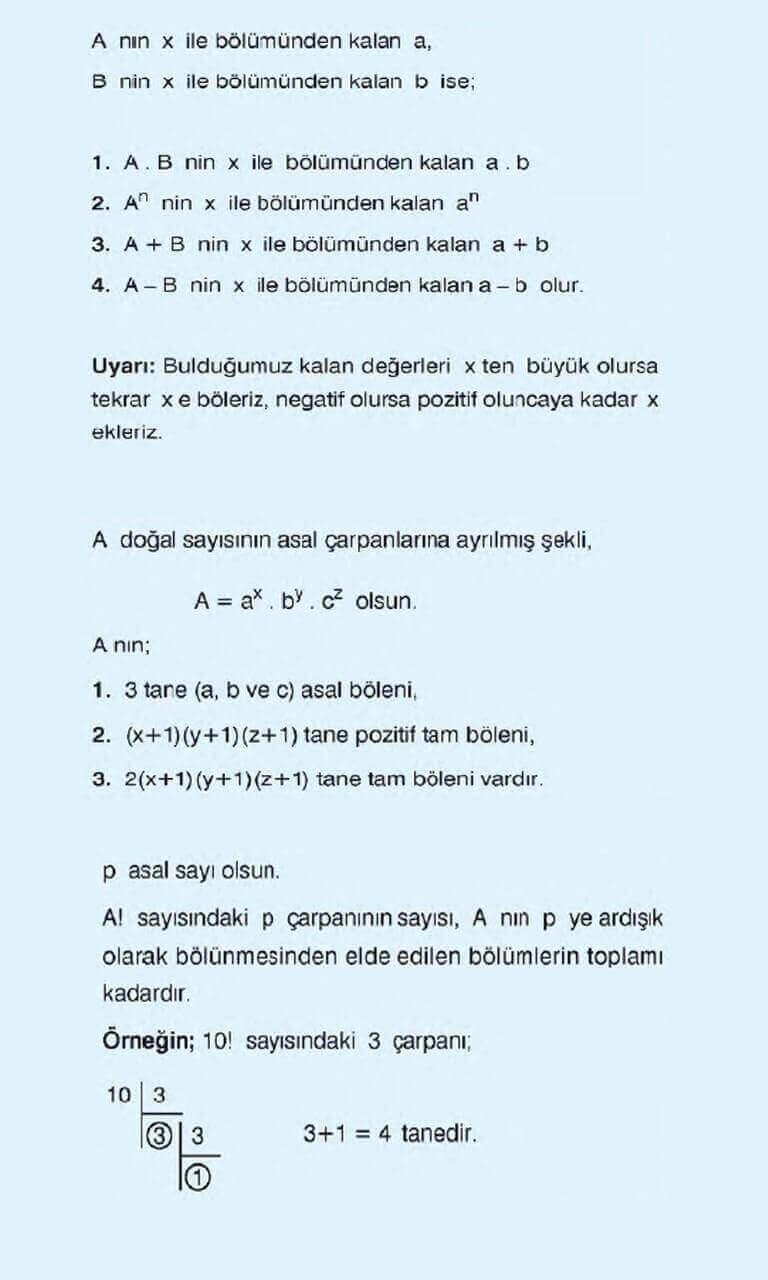 A nın x ile bölümünden kalan a,
B nin x ile bölümünden kalan b ise;
1. A . B nin x ile bölümünden kalan a . b
2. Aⁿ nin x ile bölümünden kalan aⁿ
3. A + B nin x ile bölümünden kalan a + b
4. A – B nin x ile bölümünden kalan a – b olur.
Uyarı: Bulduğumuz kalan değerleri x ten büyük olursa
tekrar x e böleriz, negatif olursa pozitif oluncaya kadar x
ekleriz.
A doğal sayısının asal çarpanlarına ayrılmış şekli,
A = aˣ . bʸ . cᶻ olsun.
A nın;
1. 3 tane (a, b ve c) asal böleni,
2. (x+1)(y+1)(z+1) tane pozitif tam böleni,
3. 2(x+1)(y+1)(z+1) tane tam böleni vardır.
p asal sayı olsun.
A! sayısındaki p çarpanının sayısı, A nın p ye ardışık
olarak bölünmesinden elde edilen bölümlerin toplamı
kadardır.
Örneğin; 10! sayısındaki 3 çarpanı;
10 3
3 3 3+1 = 4 tanedir.
1